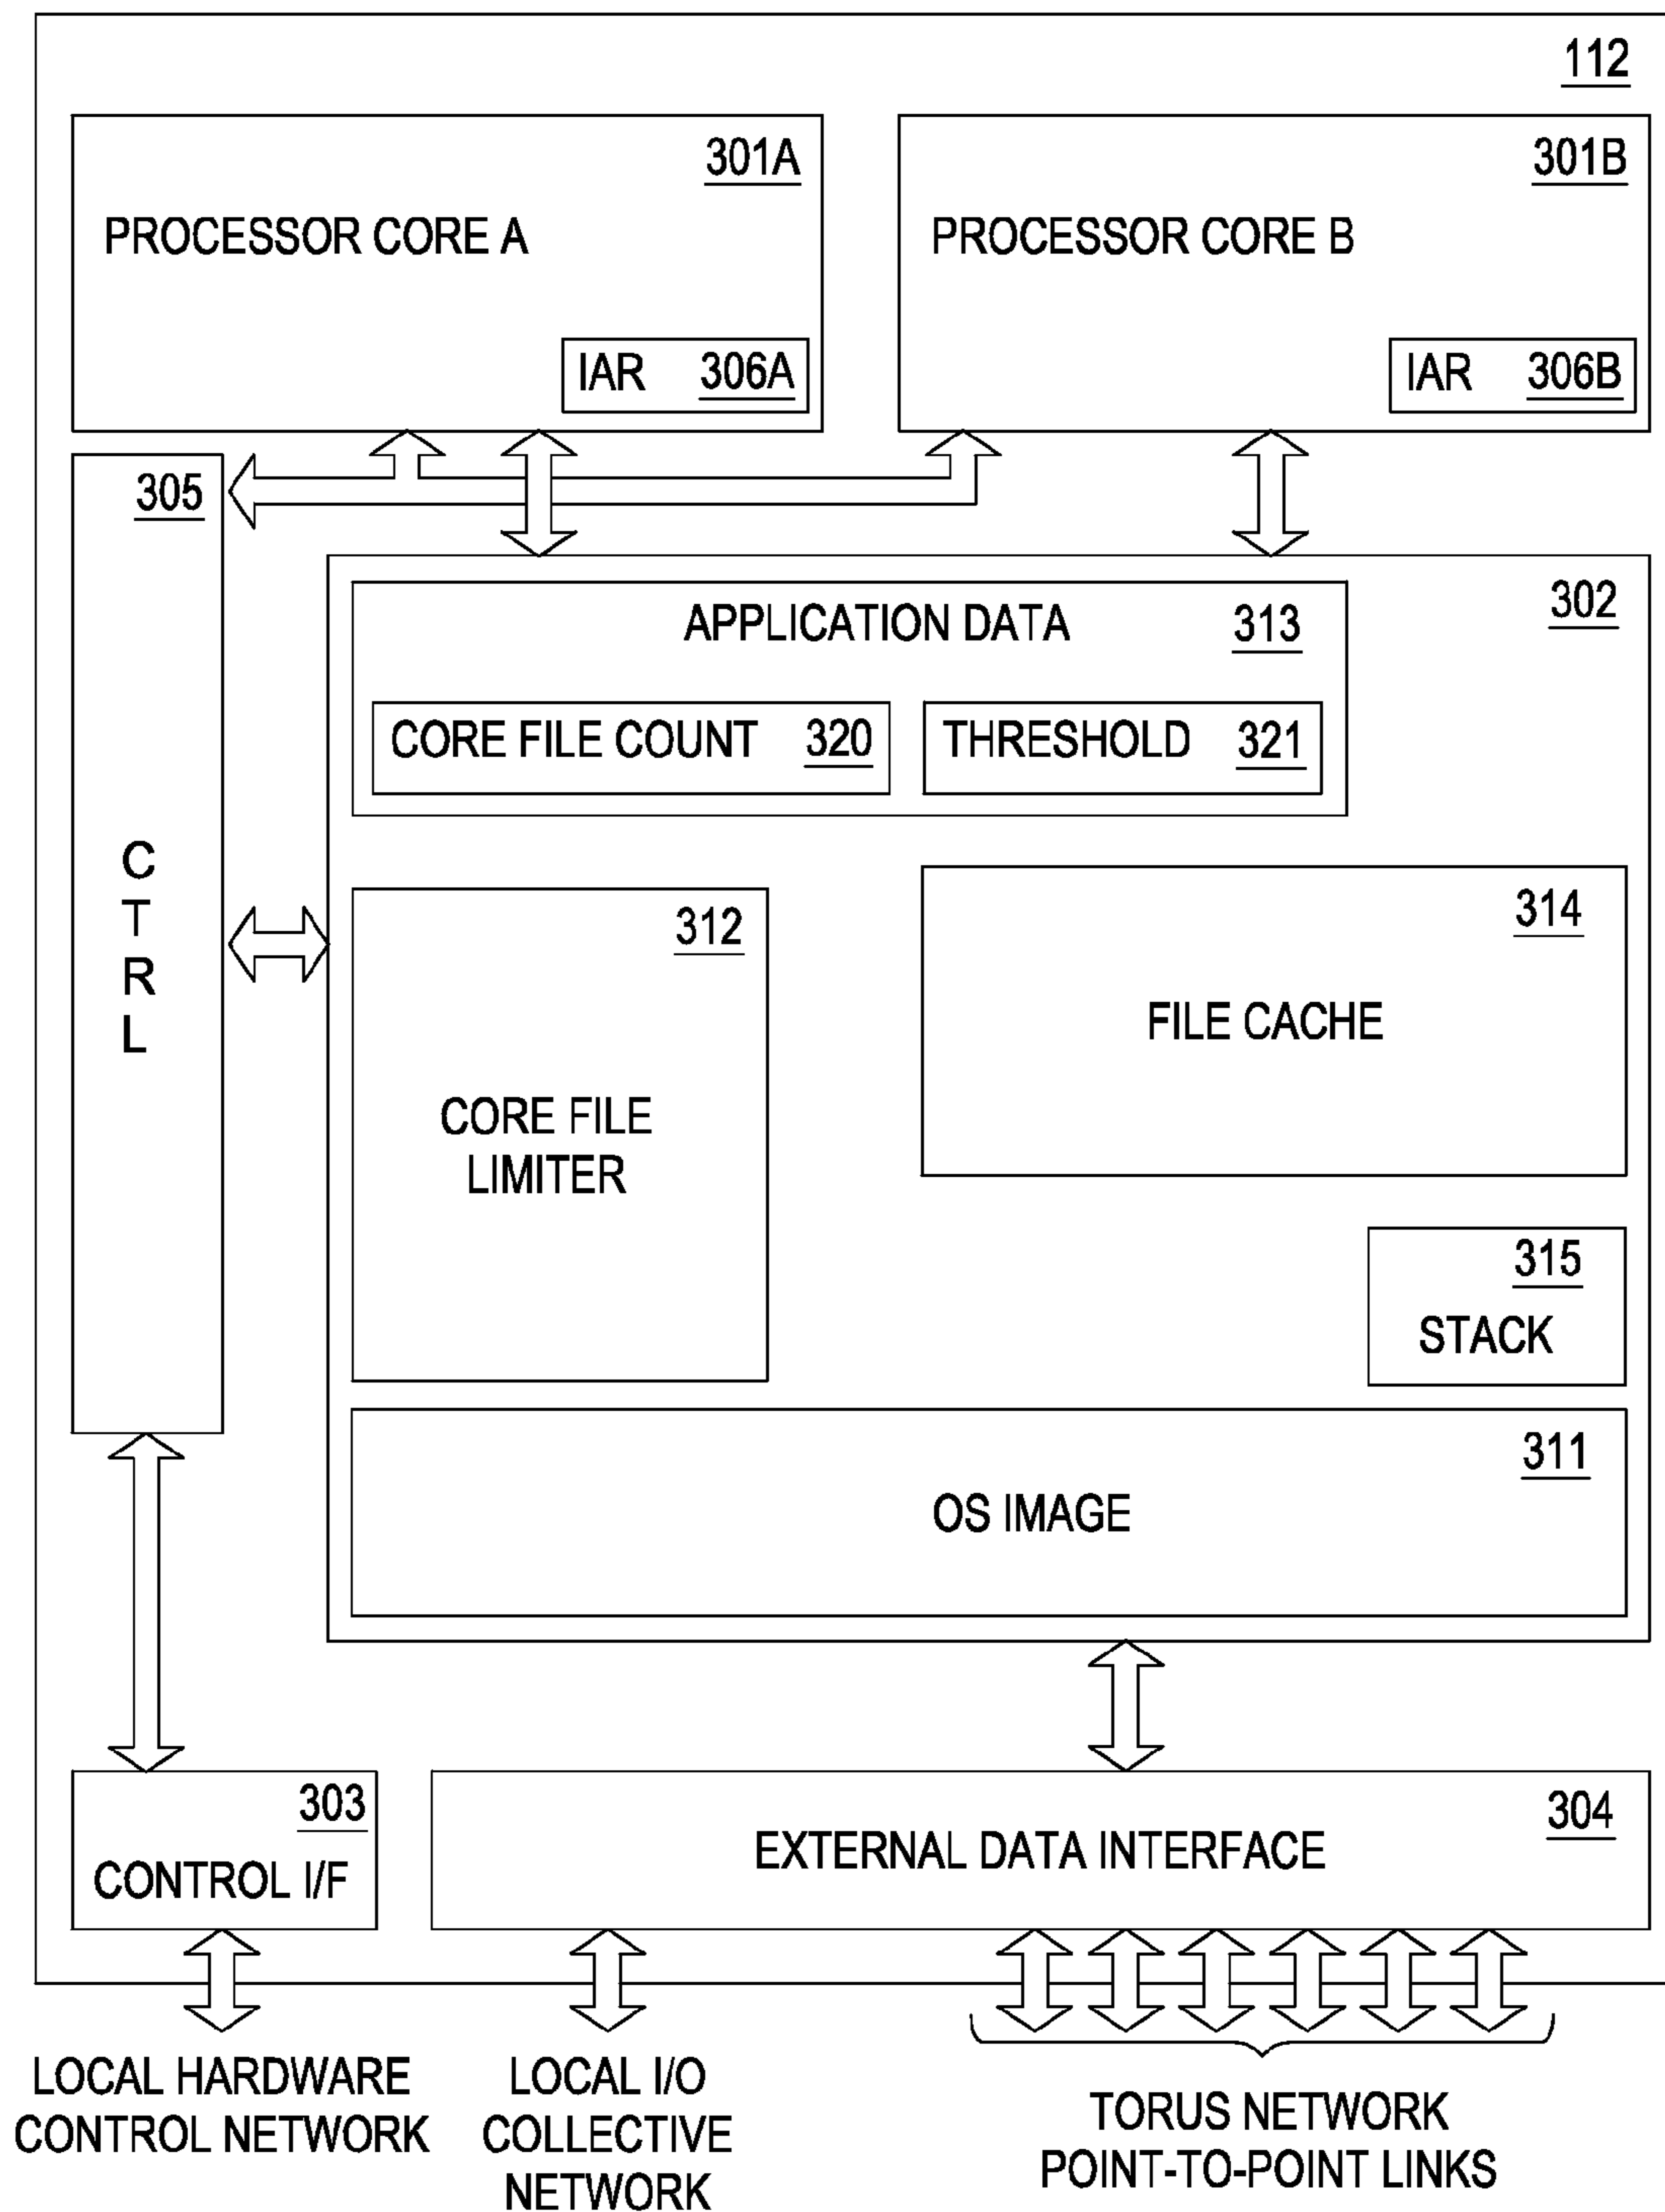 112
301A
PROCESSOR CORE A
IAR 306A
301B
PROCESSOR CORE B
IAR 306B
305
C
T
R
L
302
APPLICATION DATA 313
CORE FILE COUNT 320
THRESHOLD 321
312
CORE FILE
LIMITER
314
FILE CACHE
315
STACK
311
OS IMAGE
303
CONTROL I/F
304
EXTERNAL DATA INTERFACE
LOCAL HARDWARE
CONTROL NETWORK
LOCAL I/O
COLLECTIVE
NETWORK
TORUS NETWORK
POINT-TO-POINT LINKS